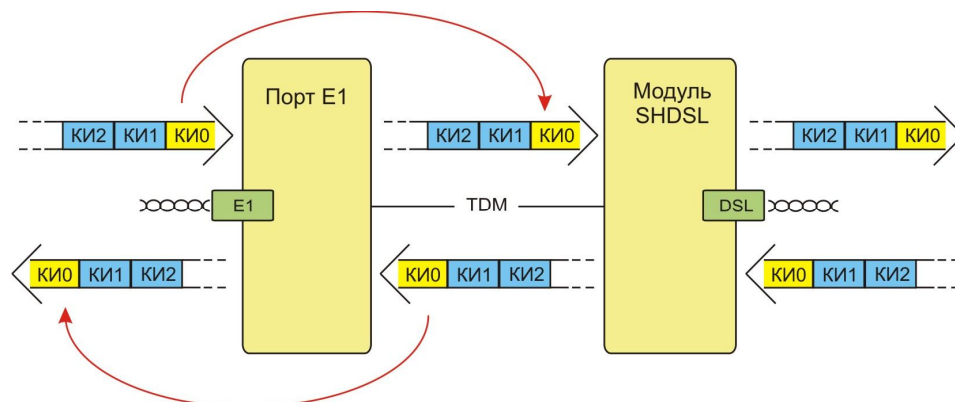 Порт E1
Модуль
SHDSL
КИ2 КИ1 КИ0
КИ2 КИ1 КИ0
КИ2 КИ1 КИ0
E1
TDM
DSL
КИ0 КИ1 КИ2
КИ0 КИ1 КИ2
КИ0 КИ1 КИ2